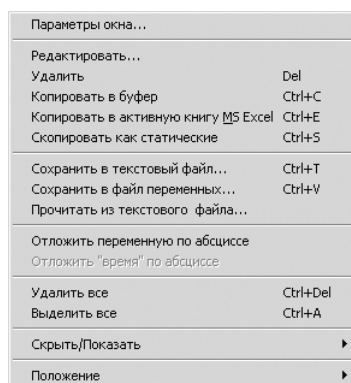 Параметры окна...
Редактировать...
Удалить Del
Копировать в буфер Ctrl+C
Копировать в активную книгу MS Excel Ctrl+E
Скопировать как статические Ctrl+S
Сохранить в текстовый файл... Ctrl+T
Сохранить в файл переменных... Ctrl+V
Прочитать из текстового файла...
Отложить переменную по абсциссе
Отложить "время" по абсциссе
Удалить все Ctrl+Del
Выделить все Ctrl+A
Скрыть/Показать
Положение